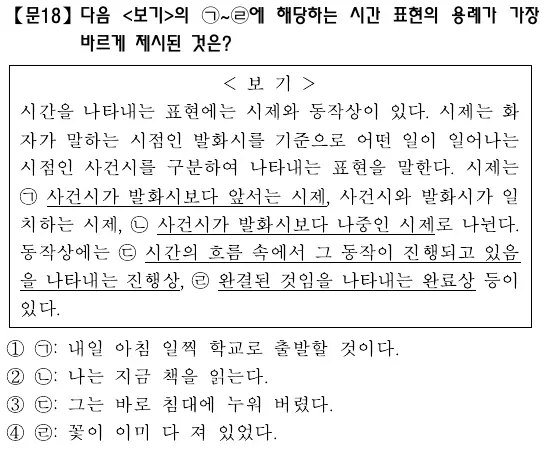 【문18】 다음 <보기>의 ㉠~㉣에 해당하는 시간 표현의 용례가 가장
바르게 제시된 것은?
< 보 기 >
시간을 나타내는 표현에는 시제와 동작상이 있다. 시제는 화
자가 말하는 시점인 발화시를 기준으로 어떤 일이 일어나는
시점인 사건시를 구분하여 나타내는 표현을 말한다. 시제는
㉠ 사건시가 발화시보다 앞서는 시제, 사건시와 발화시가 일
치하는 시제, ㉡ 사건시가 발화시보다 나중인 시제로 나뉜다.
동작상에는 ㉢ 시간의 흐름 속에서 그 동작이 진행되고 있음
을 나타내는 진행상, ㉣ 완결된 것임을 나타내는 완료상 등이
있다.
① ㉠: 내일 아침 일찍 학교로 출발할 것이다.
② ㉡: 나는 지금 책을 읽는다.
③ ㉢: 그는 바로 침대에 누워 버렸다.
④ ㉣: 꽃이 이미 다 져 있었다.